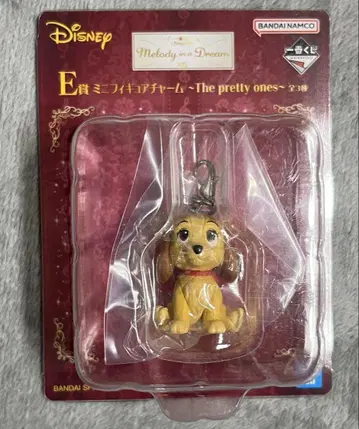 Disney
BANDAI NAMCO
Melody in a Dream
一番くじ
E賞 ミニフィギュアチャーム ~The pretty ones~ 全3種
BANDAI SP